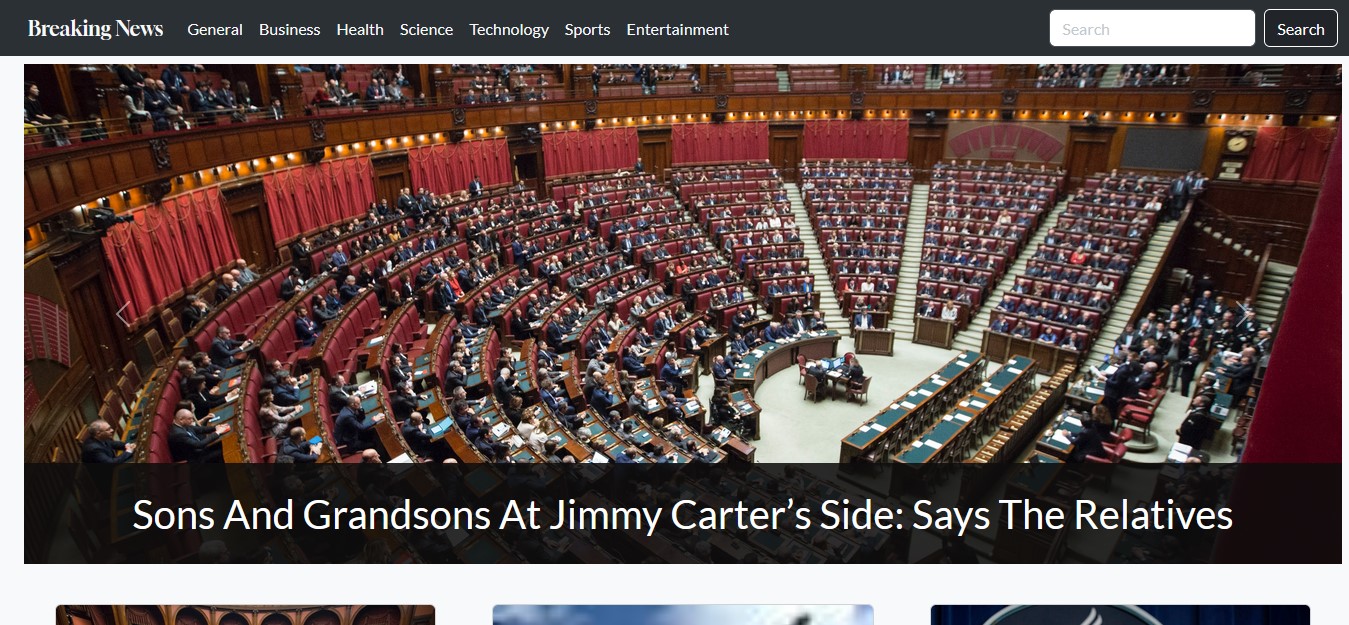 Breaking News General Business Health Science Technology Sports Entertainment Search Search
Sons And Grandsons At Jimmy Carter’s Side: Says The Relatives